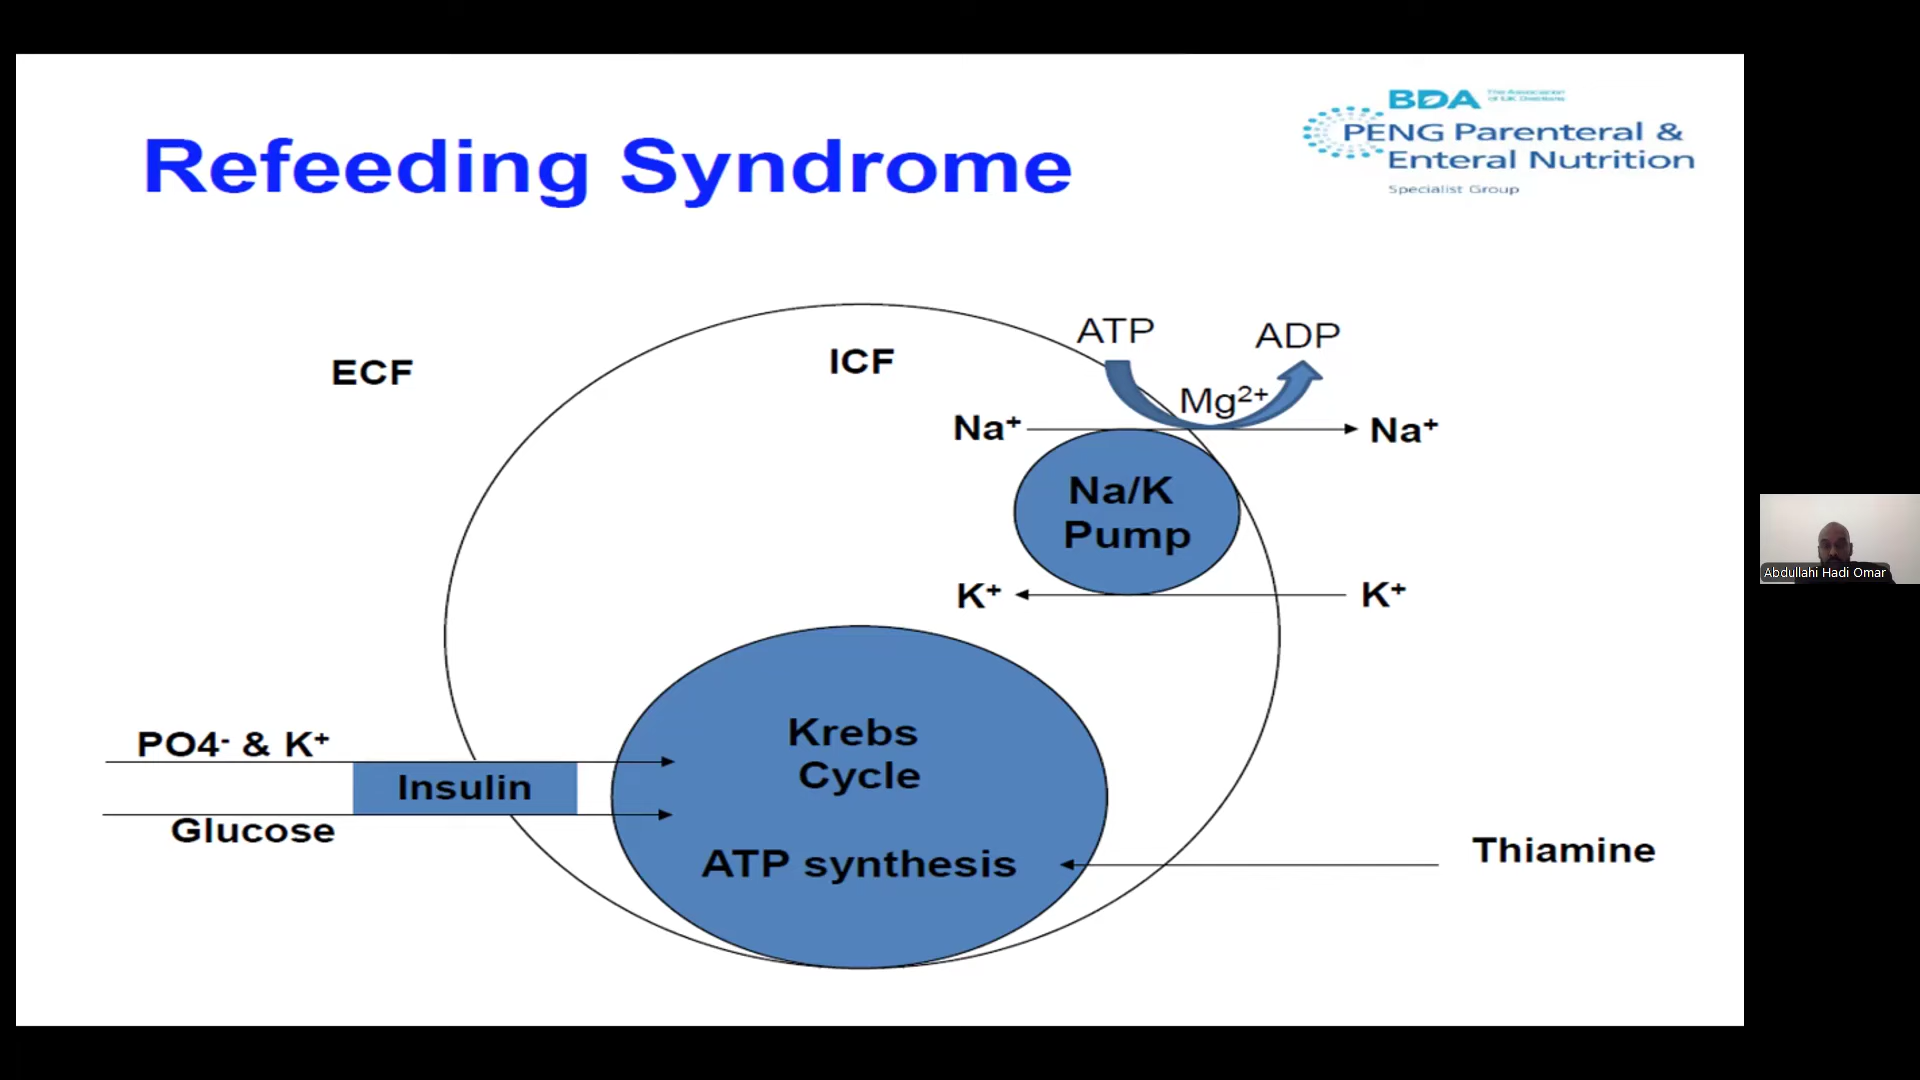 BDA The Association
of UK Dietitians
PENG Parenteral &
Enteral Nutrition
Specialist Group
Refeeding Syndrome
ECF
ICF
ATP
ADP
Mg²⁺
Na⁺
Na⁺
Na/K
Pump
K⁺
K⁺
Krebs
Cycle
PO4⁻ & K⁺
Insulin
Glucose
ATP synthesis
Thiamine
Abdullahi Hadi Omar